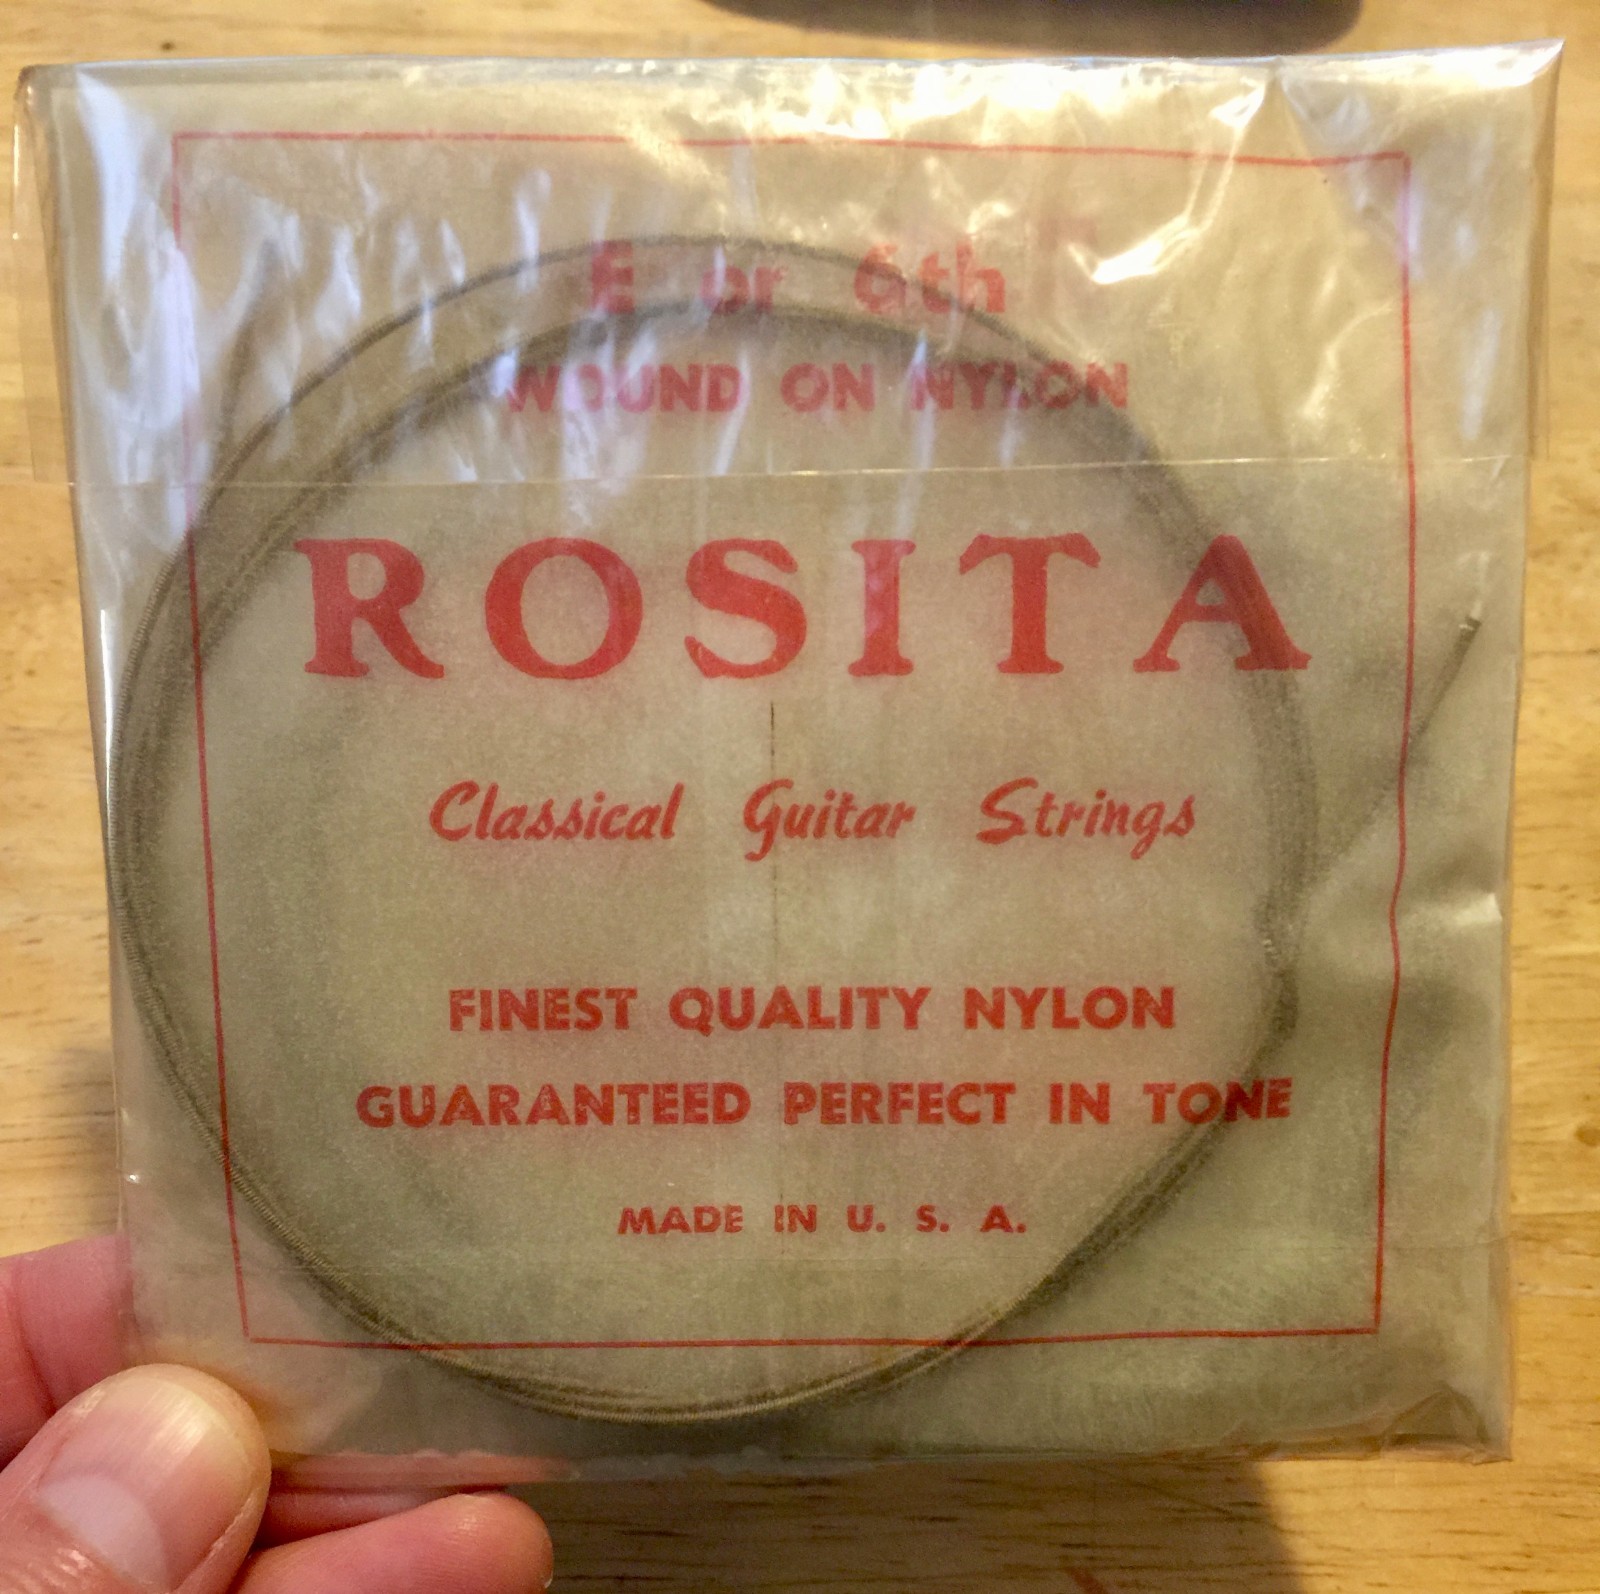 E or 6th
WOUND ON NYLON
ROSITA
Classical Guitar Strings
FINEST QUALITY NYLON
GUARANTEED PERFECT IN TONE
MADE IN U. S. A.